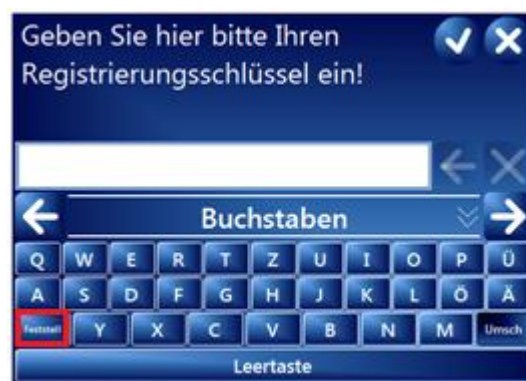 Geben Sie hier bitte Ihren
Registrierungsschlüssel ein!
Buchstaben
Q W E R T Z U I O P Ü
A S D F G H J K L Ö Ä
Feststell Y X C V B N M Umsch
Leertaste